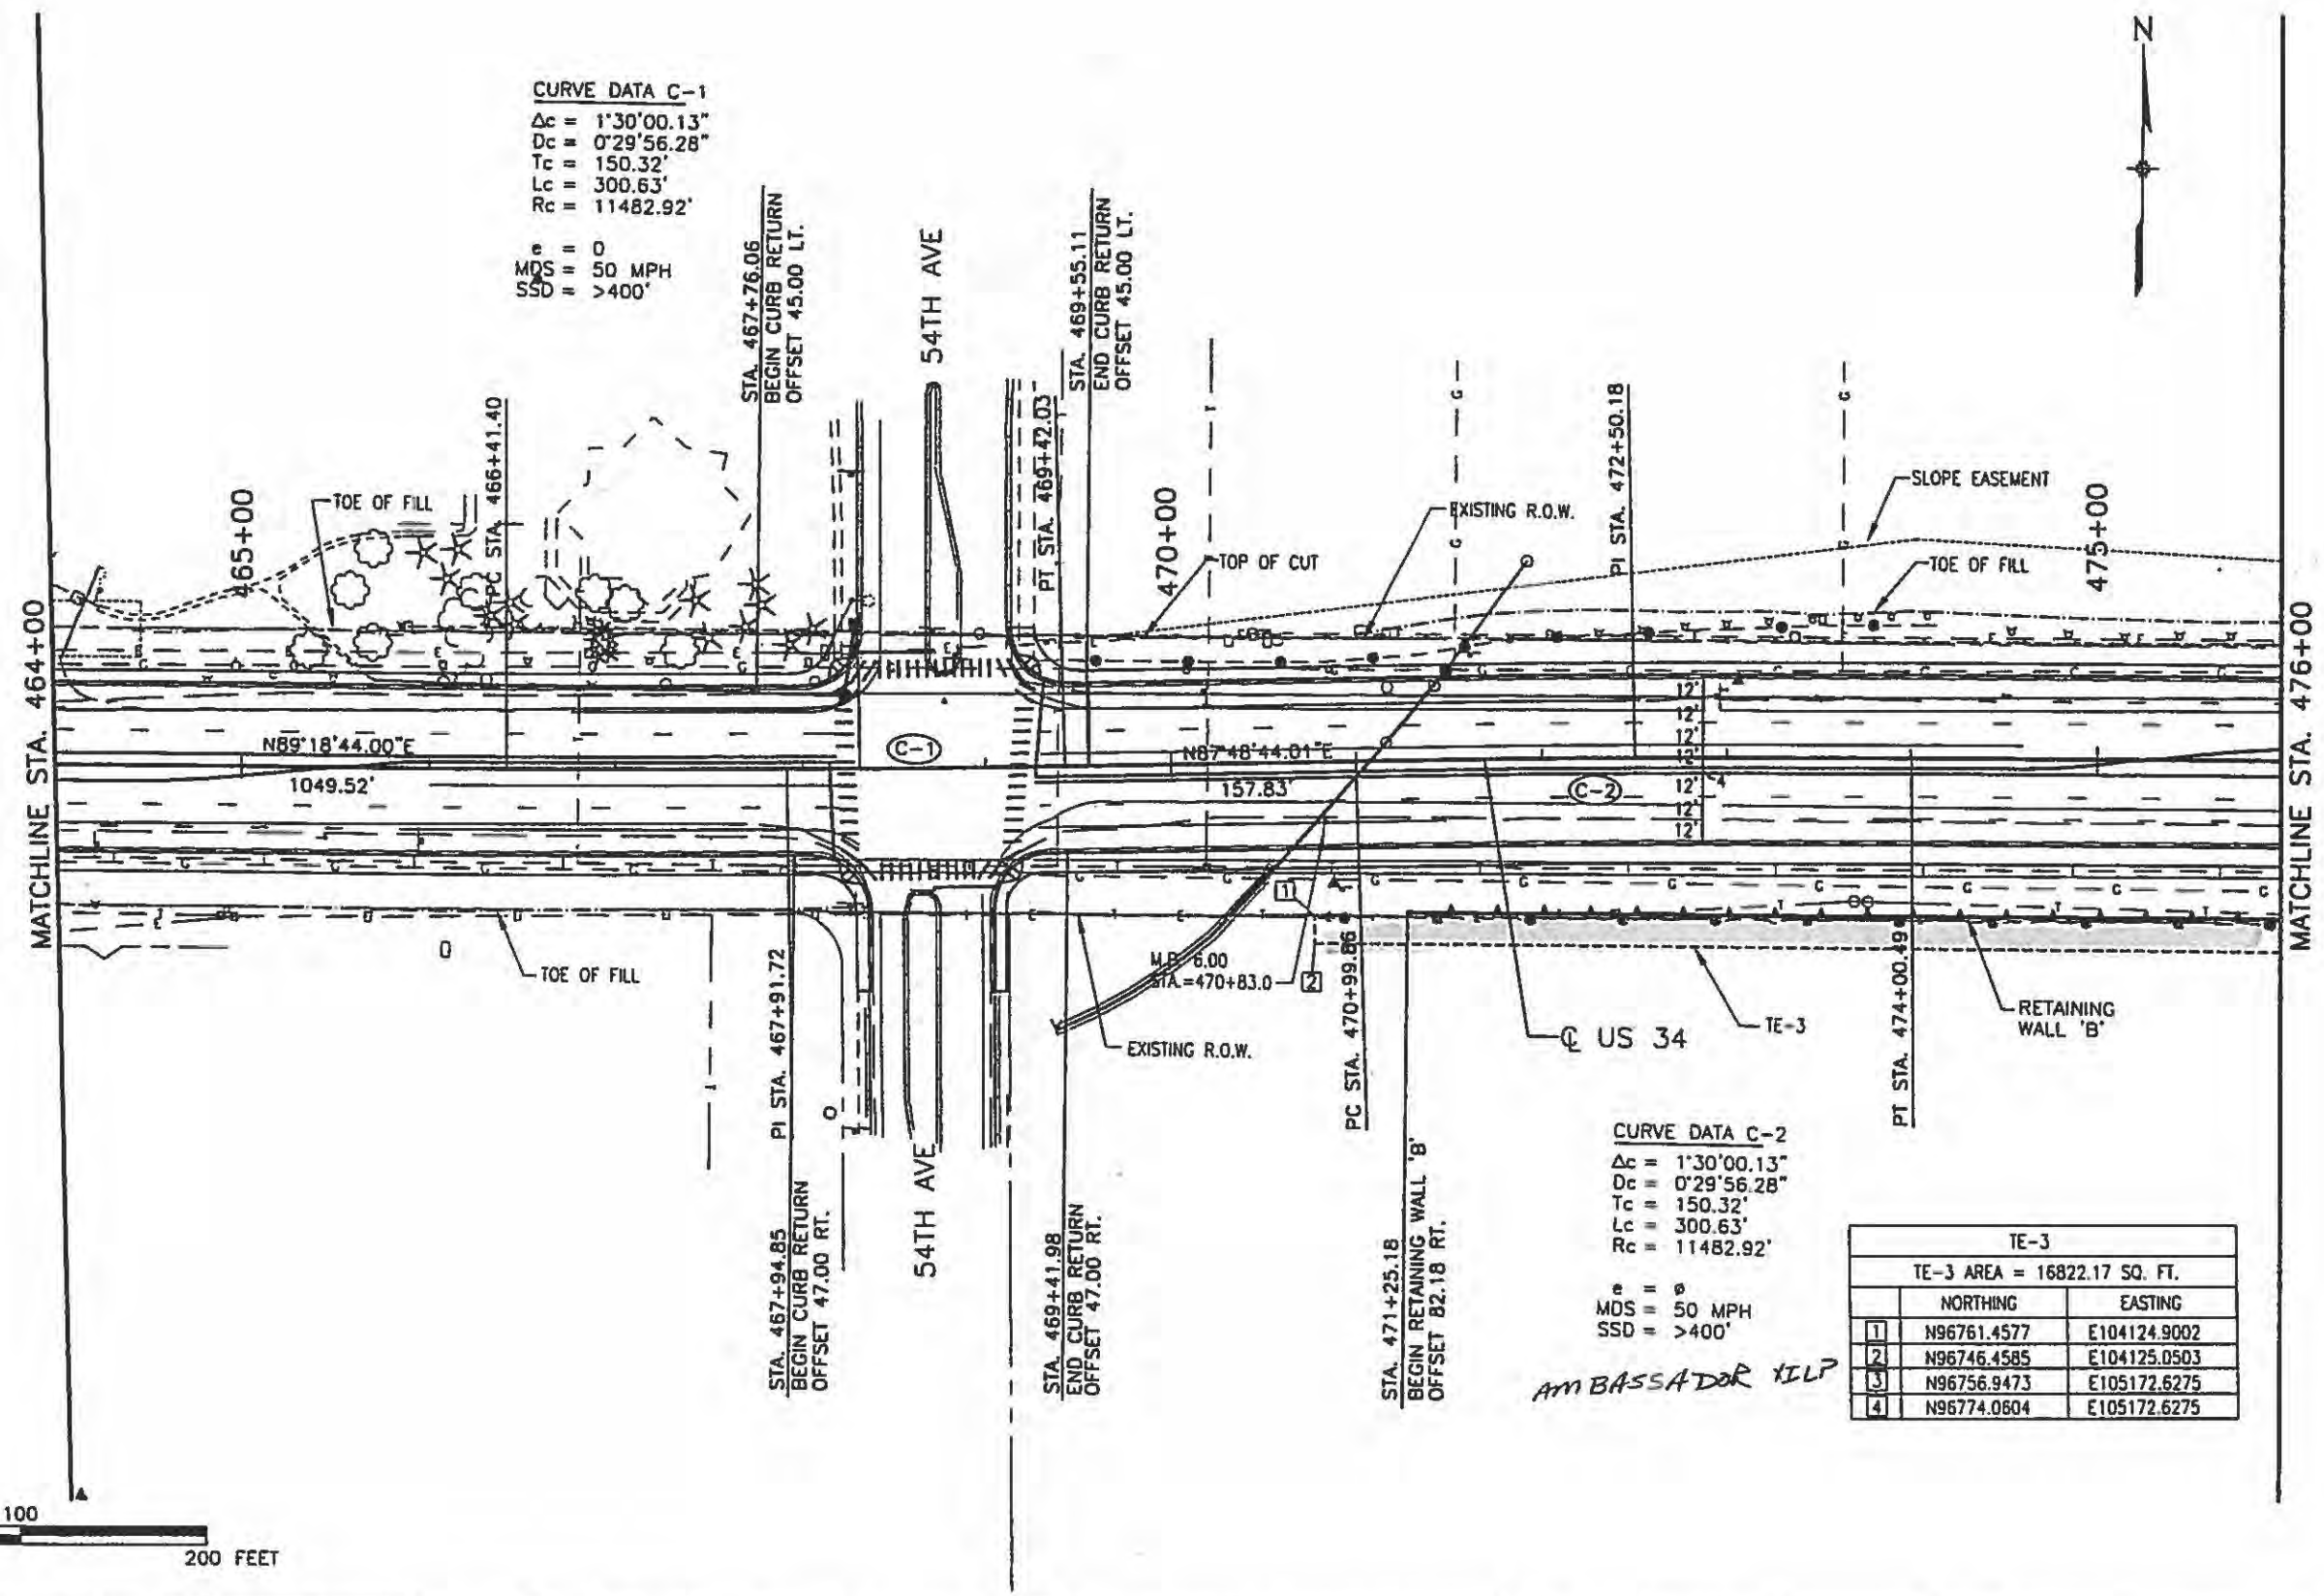 N
CURVE DATA C-1
Δc = 1°30'00.13"
Dc = 0°29'56.28"
Tc = 150.32'
Lc = 300.63'
Rc = 11482.92'
e = 0
MDS = 50 MPH
SSD = >400'
STA. 467+76.06
BEGIN CURB RETURN
OFFSET 45.00 LT.
54TH AVE
STA. 469+55.11
END CURB RETURN
OFFSET 45.00 LT.
PC STA. 466+41.40
PT STA. 469+42.03
PI STA. 472+50.18
465+00
TOE OF FILL
470+00
TOP OF CUT
EXISTING R.O.W.
SLOPE EASEMENT
TOE OF FILL
475+00
MATCHLINE STA. 464+00
MATCHLINE STA. 476+00
N89°18'44.00"E
1049.52'
C-1
N87°48'44.01"E
157.83'
C-2
12'
12'
12'
12'
12'
12'
12'
4
1
2
M.P. 6.00
STA.=470+83.0
TOE OF FILL
EXISTING R.O.W.
PI STA. 467+91.72
PC STA. 470+99.86
PT STA. 474+00.49
℄ US 34
TE-3
RETAINING
WALL 'B'
54TH AVE
STA. 467+94.85
BEGIN CURB RETURN
OFFSET 47.00 RT.
STA. 469+41.98
END CURB RETURN
OFFSET 47.00 RT.
STA. 471+25.18
BEGIN RETAINING WALL 'B'
OFFSET 82.18 RT.
CURVE DATA C-2
Δc = 1°30'00.13"
Dc = 0°29'56.28"
Tc = 150.32'
Lc = 300.63'
Rc = 11482.92'
e = 0
MDS = 50 MPH
SSD = >400'
AMBASSADOR
TE-3
TE-3 AREA = 16822.17 SQ. FT.
NORTHING EASTING
1 N96761.4577 E104124.9002
2 N96746.4585 E104125.0503
3 N96756.9473 E105172.6275
4 N96774.0604 E105172.6275
100
200 FEET